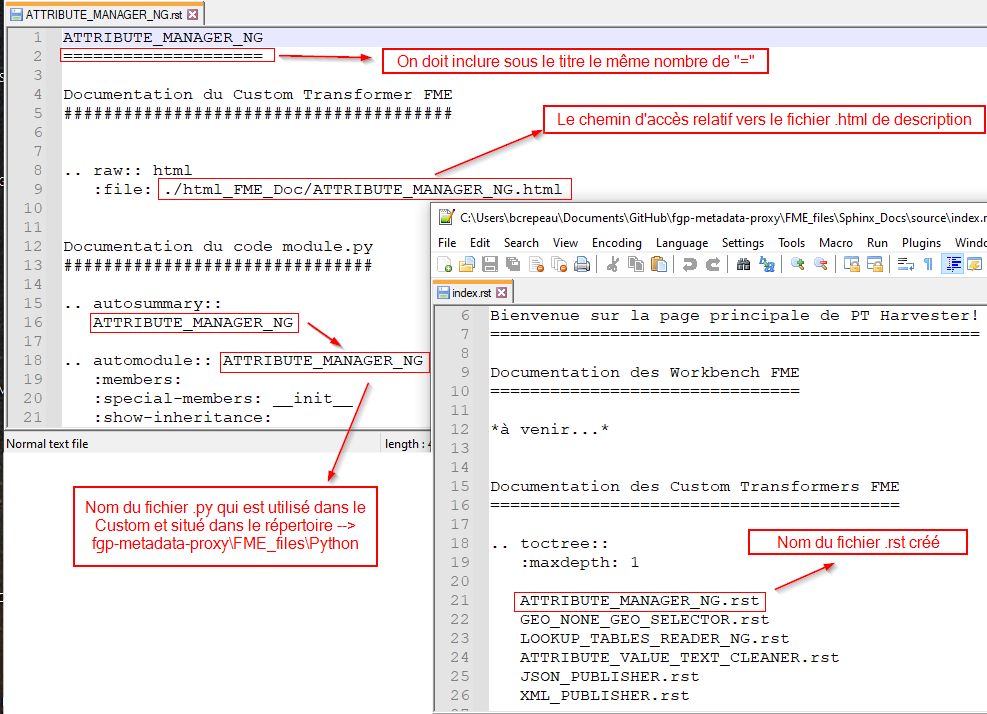 ATTRIBUTE_MANAGER_NG.rst
1 ATTRIBUTE_MANAGER_NG
2 ====================
3
4 Documentation du Custom Transformer FME
5 #######################################
6
7
8 .. raw:: html
9 :file: ./html_FME_Doc/ATTRIBUTE_MANAGER_NG.html
10
11
12 Documentation du code module.py
13 ###############################
14
15 .. autosummary::
16 ATTRIBUTE_MANAGER_NG
17
18 .. automodule:: ATTRIBUTE_MANAGER_NG
19 :members:
20 :special-members: __init__
21 :show-inheritance:
Normal text file length : 4
On doit inclure sous le titre le même nombre de "="
Le chemin d'accès relatif vers le fichier .html de description
Nom du fichier .py qui est utilisé dans le
Custom et situé dans le répertoire -->
fgp-metadata-proxy\FME_files\Python
C:\Users\bcrepeau\Documents\GitHub\fgp-metadata-proxy\FME_files\Sphinx_Docs\source\index.r
File Edit Search View Encoding Language Settings Tools Macro Run Plugins Windo
index.rst
6 Bienvenue sur la page principale de PT Harvester!
7 =================================================
8
9 Documentation des Workbench FME
10 ===============================
11
12 *à venir...*
13
14
15 Documentation des Custom Transformers FME
16 =========================================
17
18 .. toctree::
19 :maxdepth: 1
20
21 ATTRIBUTE_MANAGER_NG.rst
22 GEO_NONE_GEO_SELECTOR.rst
23 LOOKUP_TABLES_READER_NG.rst
24 ATTRIBUTE_VALUE_TEXT_CLEANER.rst
25 JSON_PUBLISHER.rst
26 XML_PUBLISHER.rst
Nom du fichier .rst créé